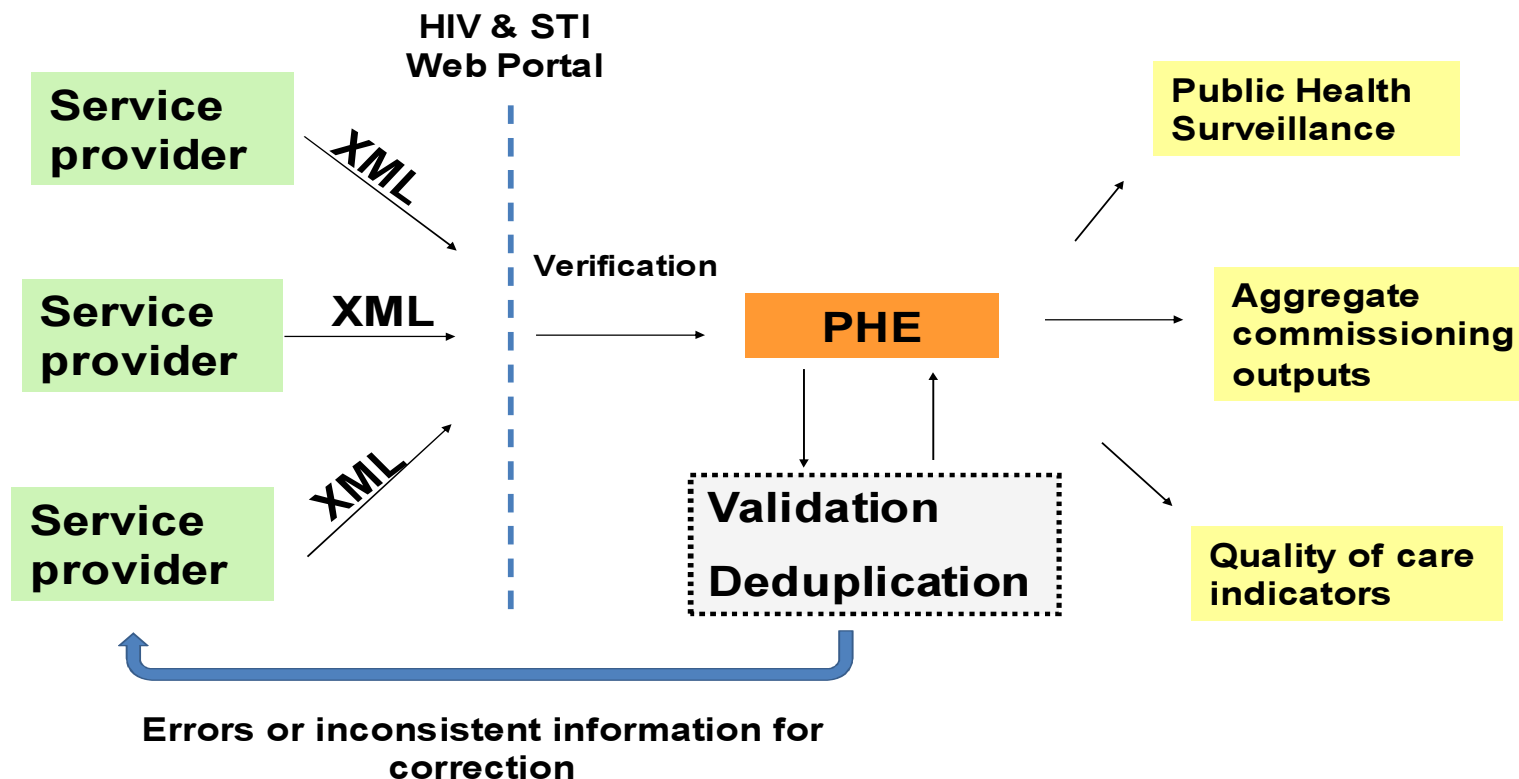 HIV & STI
Web Portal
Service
provider
XML
Service
provider
XML
Service
provider
XML
Verification
PHE
Validation
Deduplication
Public Health
Surveillance
Aggregate
commissioning
outputs
Quality of care
indicators
Errors or inconsistent information for
correction